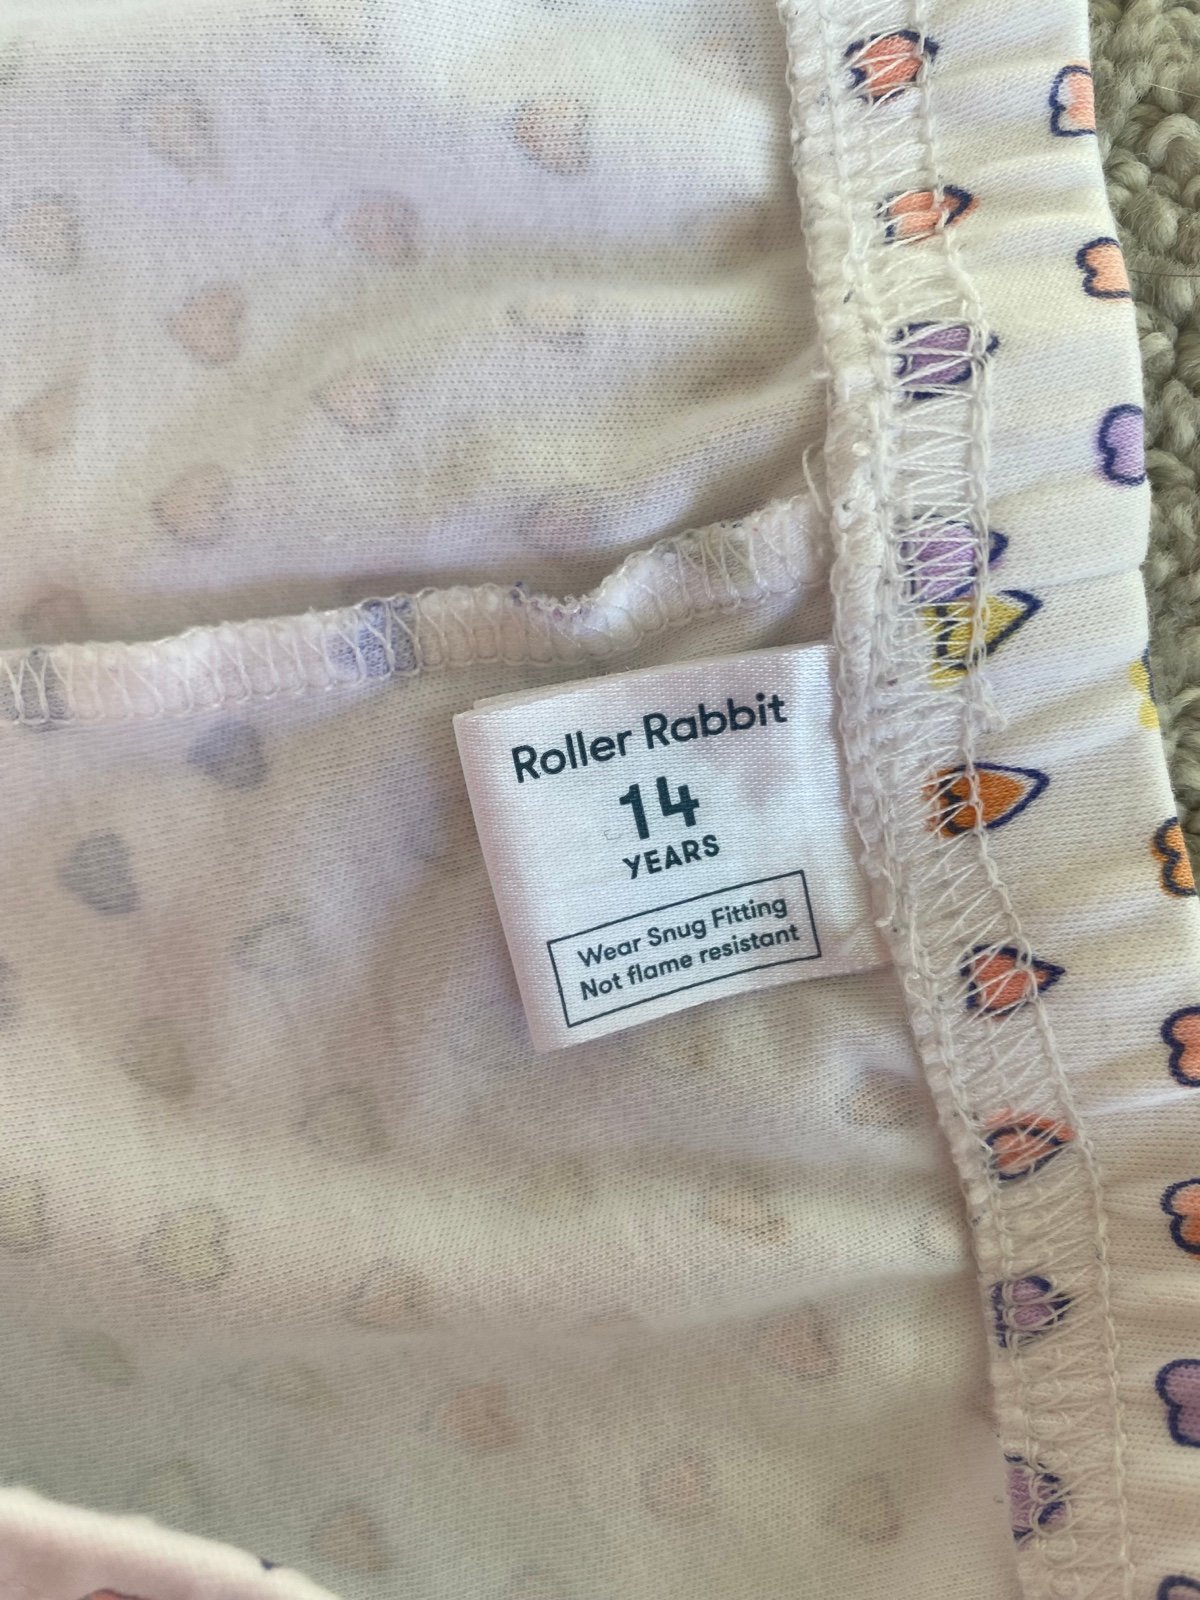 Roller Rabbit
14
YEARS
Wear Snug Fitting
Not flame resistant